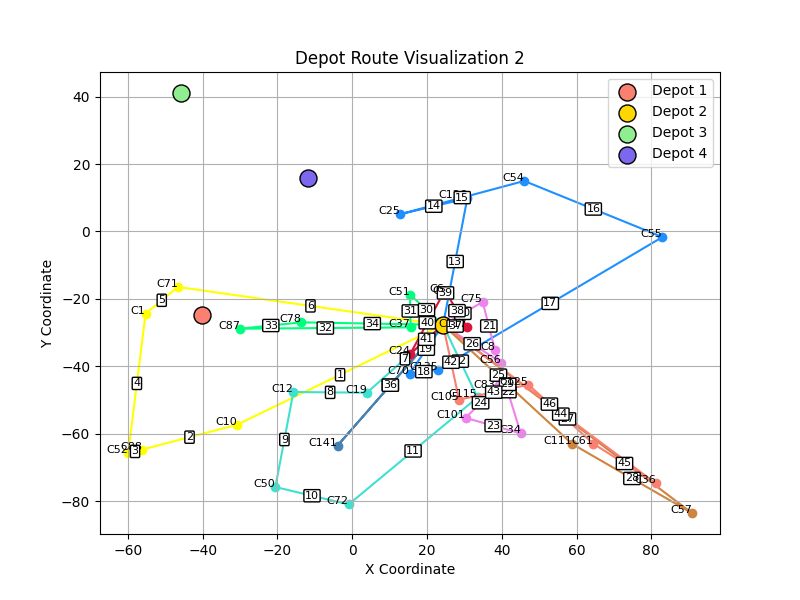 Depot Route Visualization 2
Depot 1
Depot 2
Depot 3
Depot 4
Y Coordinate
40
20
0
−20
−40
−60
−80
−60
−40
−20
0
20
40
60
80
X Coordinate
C54
C25
15
14
16
C55
13
17
C71
C1
5
6
C51
39
C75
31
30
38
C87
33
C78
32
34
C37
40
21
41
26
C8
C24
7
19
42
C56
18
1
36
25
4
C12
8
C19
43
22
24
C10
C101
23
C34
46
44
2
9
C141
11
C111
C61
C52
3
45
28
C36
C50
10
C72
C57